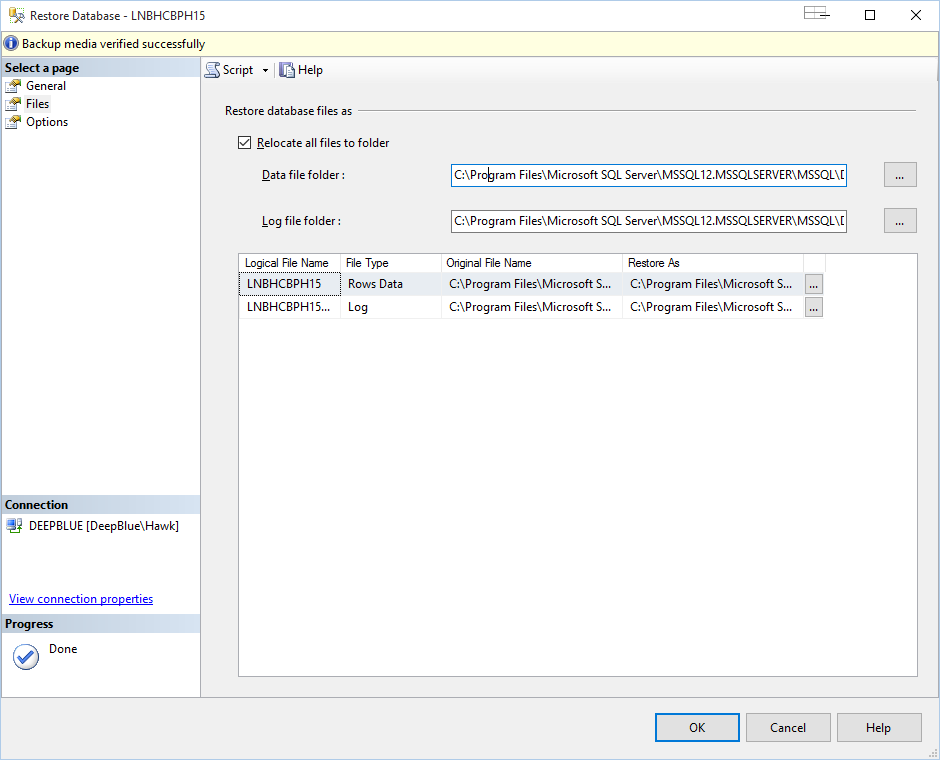 Restore Database - LNBHCBPH15
Backup media verified successfully
Select a page
General
Files
Options
Script
Help
Restore database files as
Relocate all files to folder
Data file folder :
C:\Program Files\Microsoft SQL Server\MSSQL12.MSSQLSERVER\MSSQL\D
...
Log file folder :
C:\Program Files\Microsoft SQL Server\MSSQL12.MSSQLSERVER\MSSQL\D
...
Logical File Name File Type Original File Name Restore As
LNBHCBPH15 Rows Data C:\Program Files\Microsoft S... C:\Program Files\Microsoft S... ...
LNBHCBPH15... Log C:\Program Files\Microsoft S... C:\Program Files\Microsoft S... ...
Connection
DEEPBLUE [DeepBlue\Hawk]
View connection properties
Progress
Done
OK Cancel Help